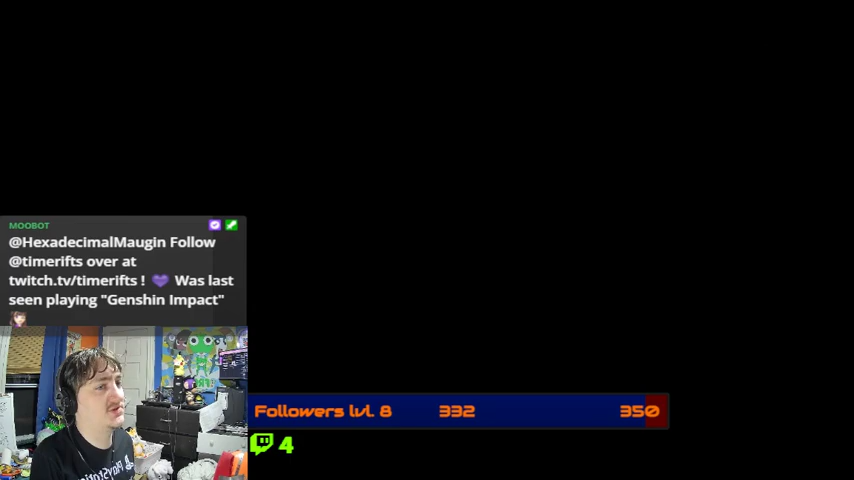 MOOBOT
@HexadecimalMaugin Follow
@timerifts over at
twitch.tv/timerifts ! 💜 Was last
seen playing "Genshin Impact"
Followers lvl. 8 332 350
4